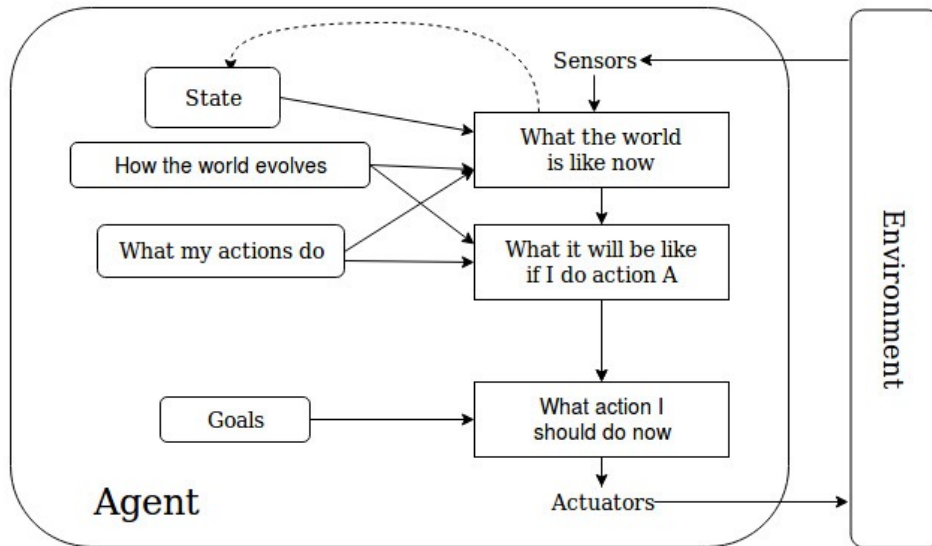 Sensors
State
What the world
is like now
How the world evolves
What my actions do
What it will be like
if I do action A
Environment
Goals
What action I
should do now
Agent
Actuators